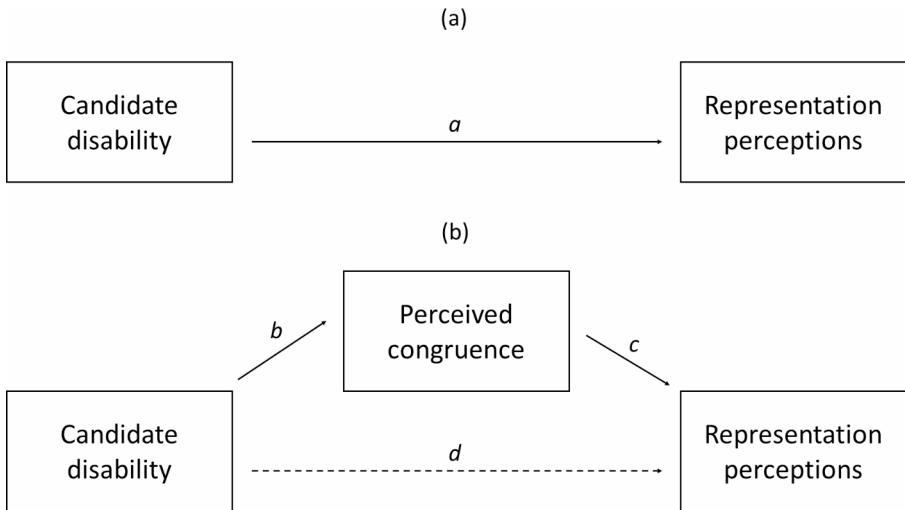 (a)
Candidate
disability
a
Representation
perceptions
(b)
Perceived
congruence
b
c
Candidate
disability
d
Representation
perceptions